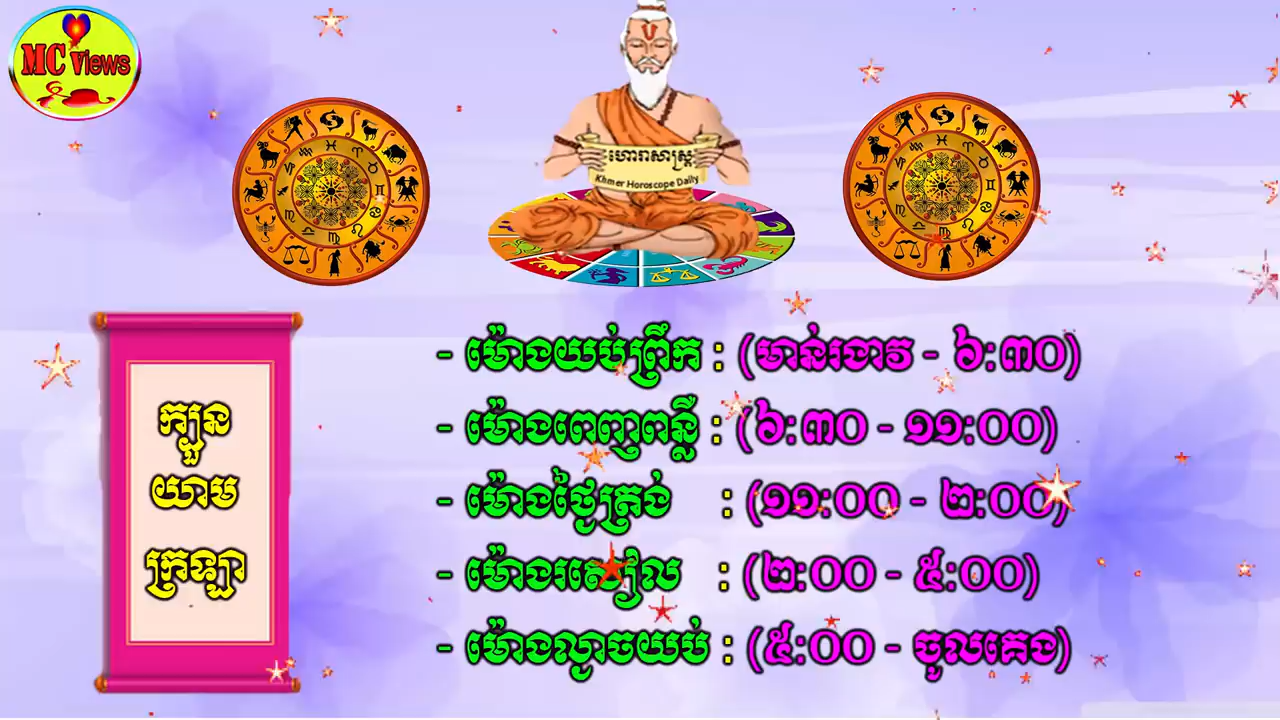 MC Views
ហោរាសាស្ត្រ
Khmer Horoscope Daily
ក្បួន
យាម
ក្រឡា
- ម៉ោងយប់ព្រឹក : (មាន់រងាវ - ៦:៣០)
- ម៉ោងពេញពន្លឺ : (៦:៣០ - ១១:០០)
- ម៉ោងថ្ងៃត្រង់ : (១១:០០ - ២:០០)
- ម៉ោងរសៀល : (២:០០ - ៥:០០)
- ម៉ោងល្ងាចយប់ : (៥:០០ - ចូលគេង)